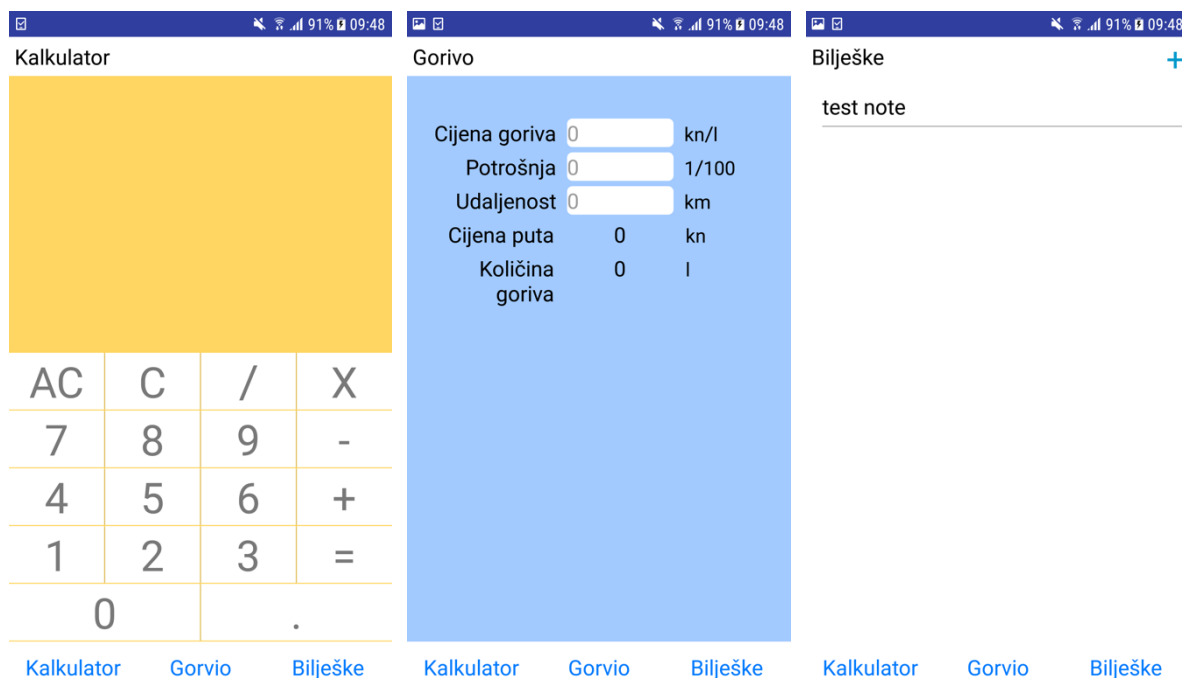 91% 09:48
Kalkulator
AC C / X
7 8 9 -
4 5 6 +
1 2 3 =
0 .
Kalkulator Gorvio Bilješke
91% 09:48
Gorivo
Cijena goriva 0 kn/l
Potrošnja 0 1/100
Udaljenost 0 km
Cijena puta 0 kn
Količina 0 l
goriva
Kalkulator Gorvio Bilješke
91% 09:48
Bilješke +
test note
Kalkulator Gorvio Bilješke